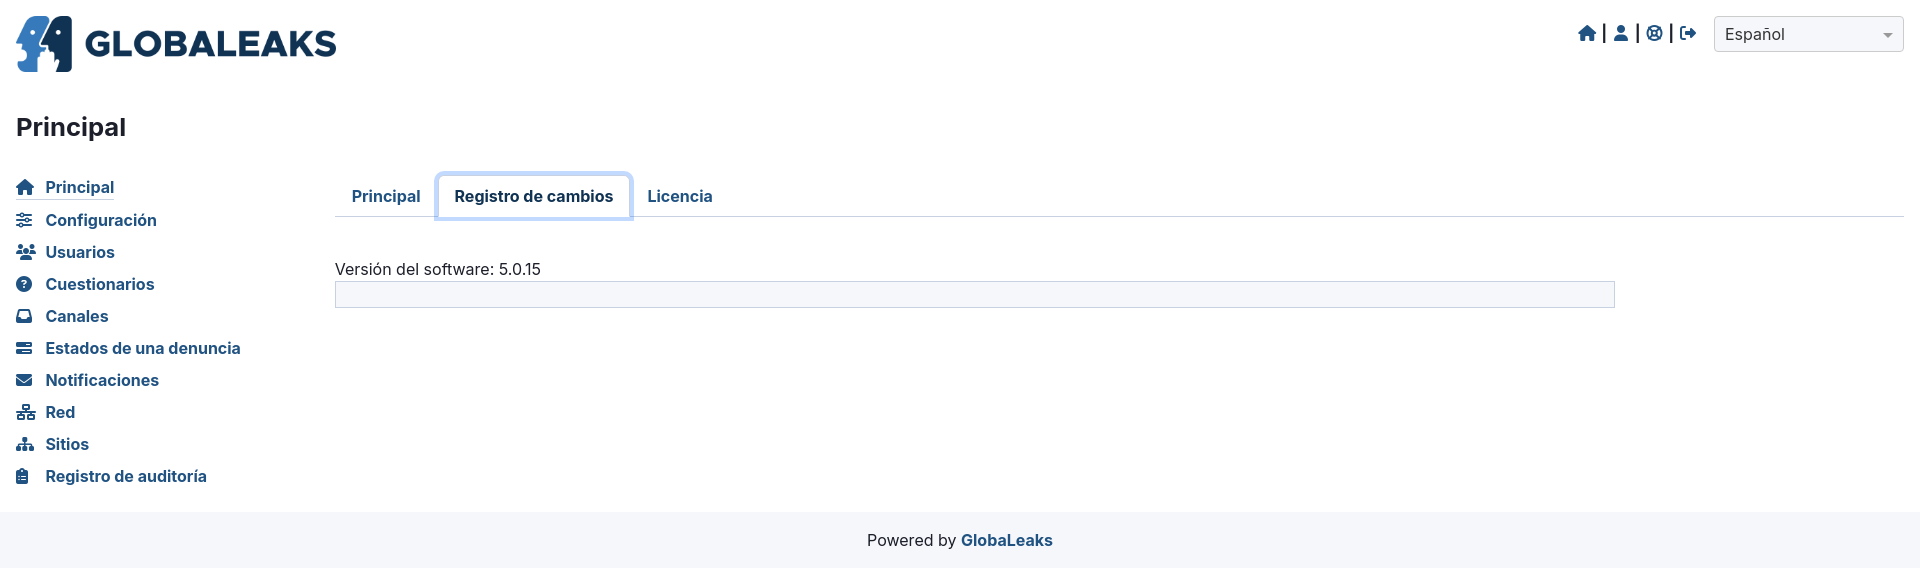 GLOBALEAKS
Español
Principal
Principal
Configuración
Usuarios
Cuestionarios
Canales
Estados de una denuncia
Notificaciones
Red
Sitios
Registro de auditoría
Principal
Registro de cambios
Licencia
Versión del software: 5.0.15
Powered by GlobaLeaks